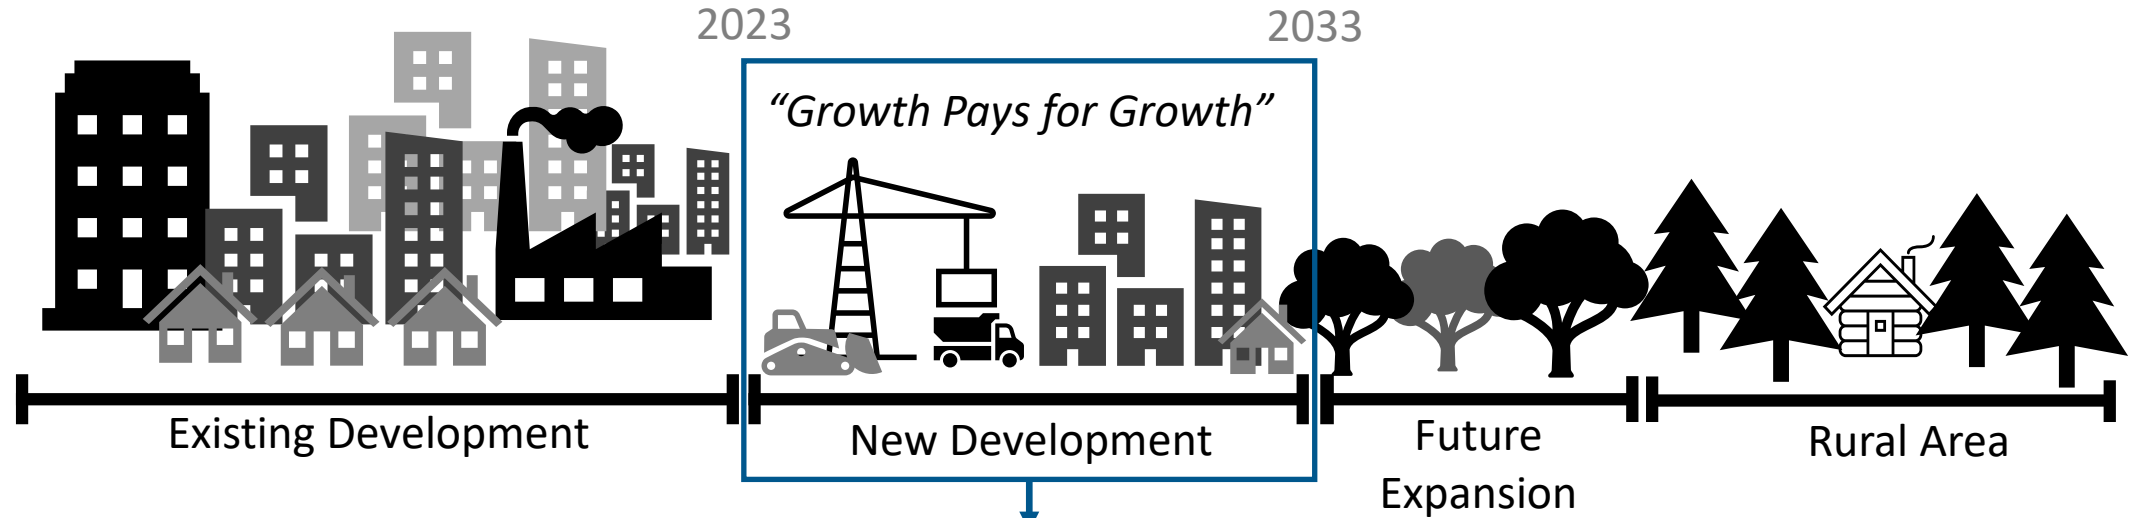 2023
2033
“Growth Pays for Growth”
Existing Development
New Development
Future
Expansion
Rural Area